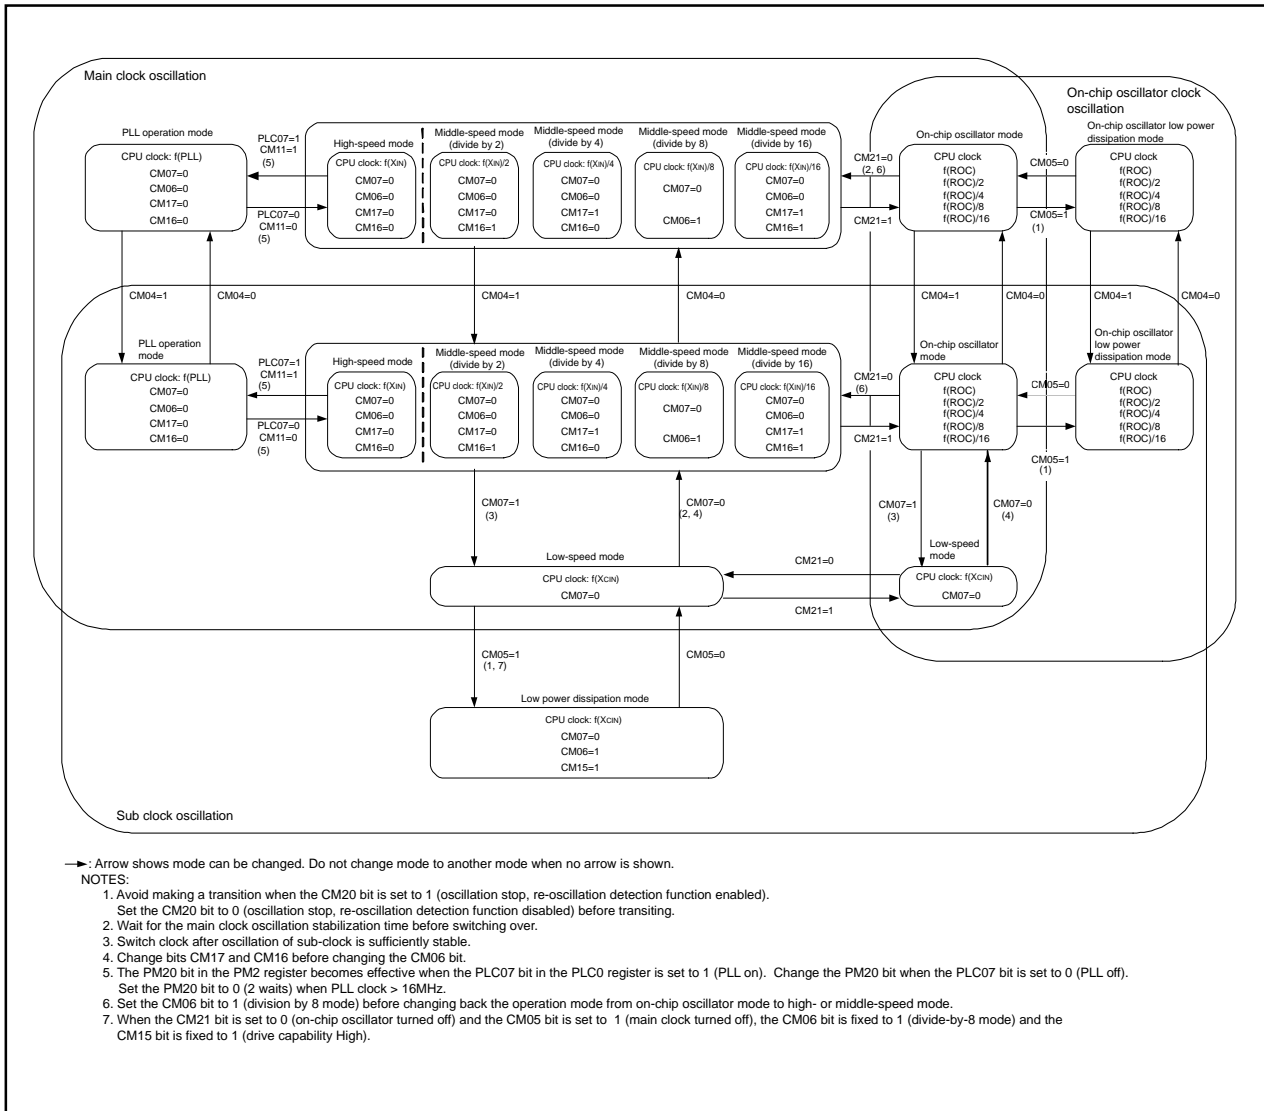 Main clock oscillation
On-chip oscillator clock
oscillation
PLL operation mode
CPU clock: f(PLL)
CM07=0
CM06=0
CM17=0
CM16=0
PLC07=1
CM11=1
(5)
PLC07=0
CM11=0
(5)
High-speed mode
CPU clock: f(XIN)
CM07=0
CM06=0
CM17=0
CM16=0
Middle-speed mode
(divide by 2)
CPU clock: f(XIN)/2
CM07=0
CM06=0
CM17=0
CM16=1
Middle-speed mode
(divide by 4)
CPU clock: f(XIN)/4
CM07=0
CM06=0
CM17=1
CM16=0
Middle-speed mode
(divide by 8)
CPU clock: f(XIN)/8
CM07=0
CM06=1
Middle-speed mode
(divide by 16)
CPU clock: f(XIN)/16
CM07=0
CM06=0
CM17=1
CM16=1
CM21=0
(2, 6)
CM21=1
On-chip oscillator mode
CPU clock
f(ROC)
f(ROC)/2
f(ROC)/4
f(ROC)/8
f(ROC)/16
CM05=0
CM05=1
(1)
On-chip oscillator low power
dissipation mode
CPU clock
f(ROC)
f(ROC)/2
f(ROC)/4
f(ROC)/8
f(ROC)/16
CM04=1
CM04=0
CM04=1
CM04=0
CM04=1
CM04=0
CM04=1
CM04=0
PLL operation
mode
CPU clock: f(PLL)
CM07=0
CM06=0
CM17=0
CM16=0
PLC07=1
CM11=1
(5)
PLC07=0
CM11=0
(5)
High-speed mode
CPU clock: f(XIN)
CM07=0
CM06=0
CM17=0
CM16=0
Middle-speed mode
(divide by 2)
CPU clock: f(XIN)/2
CM07=0
CM06=0
CM17=0
CM16=1
Middle-speed mode
(divide by 4)
CPU clock: f(XIN)/4
CM07=0
CM06=0
CM17=1
CM16=0
Middle-speed mode
(divide by 8)
CPU clock: f(XIN)/8
CM07=0
CM06=1
Middle-speed mode
(divide by 16)
CPU clock: f(XIN)/16
CM07=0
CM06=0
CM17=1
CM16=1
CM21=0
(6)
CM21=1
On-chip oscillator
mode
CPU clock
f(ROC)
f(ROC)/2
f(ROC)/4
f(ROC)/8
f(ROC)/16
CM05=0
CM05=1
(1)
On-chip oscillator
low power
dissipation mode
CPU clock
f(ROC)
f(ROC)/2
f(ROC)/4
f(ROC)/8
f(ROC)/16
CM07=1
(3)
CM07=0
(2, 4)
CM07=1
(3)
CM07=0
(4)
Low-speed mode
CPU clock: f(XCIN)
CM07=0
CM21=0
CM21=1
Low-speed
mode
CPU clock: f(XCIN)
CM07=0
CM05=1
(1, 7)
CM05=0
Low power dissipation mode
CPU clock: f(XCIN)
CM07=0
CM06=1
CM15=1
Sub clock oscillation
: Arrow shows mode can be changed. Do not change mode to another mode when no arrow is shown.
NOTES:
1. Avoid making a transition when the CM20 bit is set to 1 (oscillation stop, re-oscillation detection function enabled).
Set the CM20 bit to 0 (oscillation stop, re-oscillation detection function disabled) before transiting.
2. Wait for the main clock oscillation stabilization time before switching over.
3. Switch clock after oscillation of sub-clock is sufficiently stable.
4. Change bits CM17 and CM16 before changing the CM06 bit.
5. The PM20 bit in the PM2 register becomes effective when the PLC07 bit in the PLC0 register is set to 1 (PLL on). Change the PM20 bit when the PLC07 bit is set to 0 (PLL off).
Set the PM20 bit to 0 (2 waits) when PLL clock > 16MHz.
6. Set the CM06 bit to 1 (division by 8 mode) before changing back the operation mode from on-chip oscillator mode to high- or middle-speed mode.
7. When the CM21 bit is set to 0 (on-chip oscillator turned off) and the CM05 bit is set to 1 (main clock turned off), the CM06 bit is fixed to 1 (divide-by-8 mode) and the
CM15 bit is fixed to 1 (drive capability High).